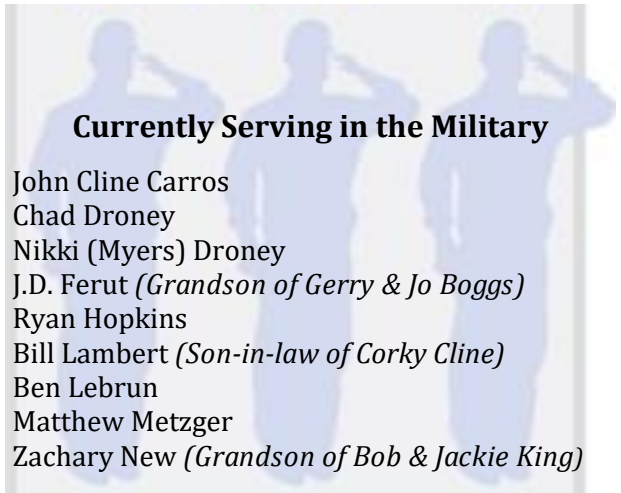 Currently Serving in the Military
John Cline Carros
Chad Droney
Nikki (Myers) Droney
J.D. Ferut (Grandson of Gerry & Jo Boggs)
Ryan Hopkins
Bill Lambert (Son-in-law of Corky Cline)
Ben Lebrun
Matthew Metzger
Zachary New (Grandson of Bob & Jackie King)